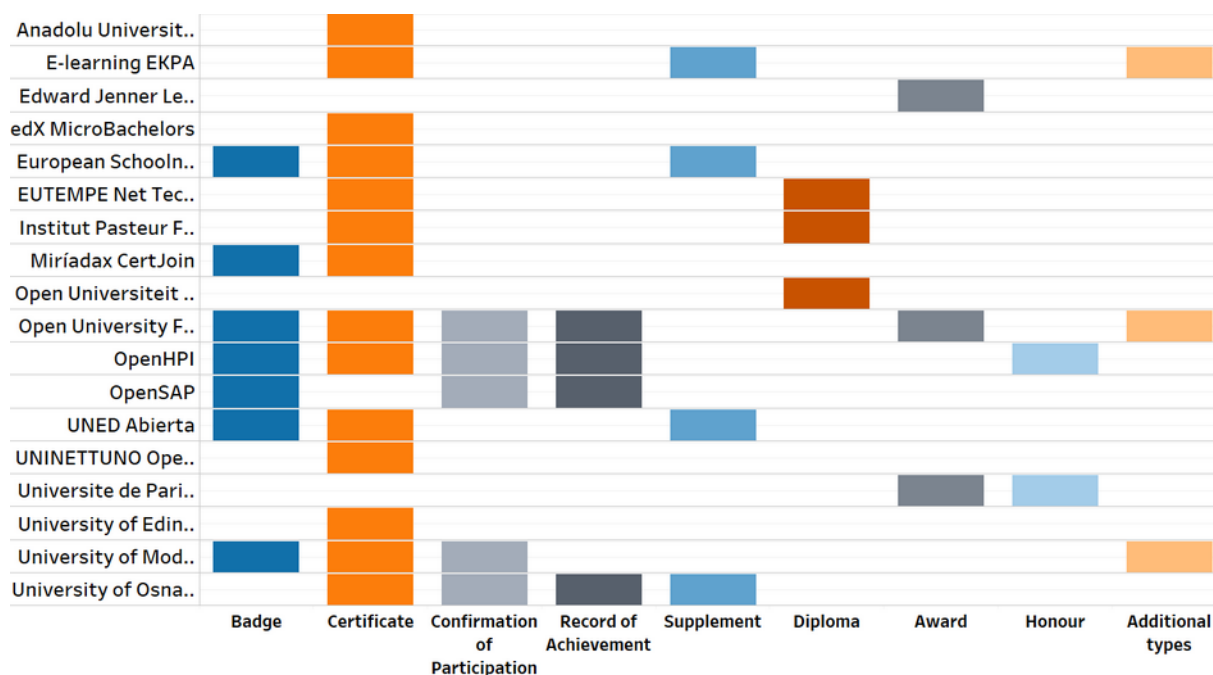 Anadolu Universit..
E-learning EKPA
Edward Jenner Le..
edX MicroBachelors
European Schooln..
EUTEMPE Net Tec..
Institut Pasteur F..
Miríadax CertJoin
Open Universiteit ..
Open University F..
OpenHPI
OpenSAP
UNED Abierta
UNINETTUNO Ope..
Universite de Pari..
University of Edin..
University of Mod..
University of Osna..
Badge
Certificate
Confirmation
of
Participation
Record of
Achievement
Supplement
Diploma
Award
Honour
Additional
types